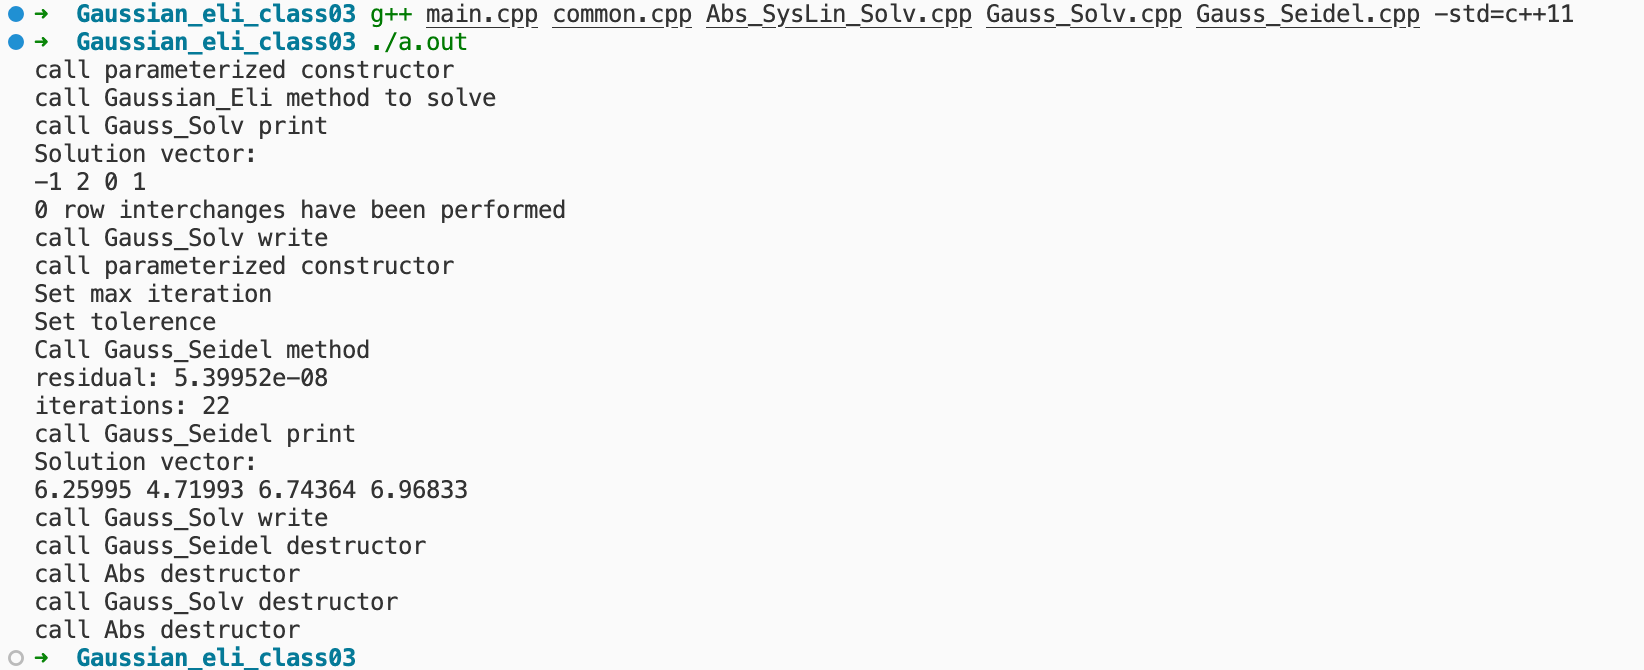 ➜  Gaussian_eli_class03 g++ main.cpp common.cpp Abs_SysLin_Solv.cpp Gauss_Solv.cpp Gauss_Seidel.cpp -std=c++11
➜  Gaussian_eli_class03 ./a.out
call parameterized constructor
call Gaussian_Eli method to solve
call Gauss_Solv print
Solution vector:
-1 2 0 1
0 row interchanges have been performed
call Gauss_Solv write
call parameterized constructor
Set max iteration
Set tolerence
Call Gauss_Seidel method
residual: 5.39952e-08
iterations: 22
call Gauss_Seidel print
Solution vector:
6.25995 4.71993 6.74364 6.96833
call Gauss_Solv write
call Gauss_Seidel destructor
call Abs destructor
call Gauss_Solv destructor
call Abs destructor
➜  Gaussian_eli_class03